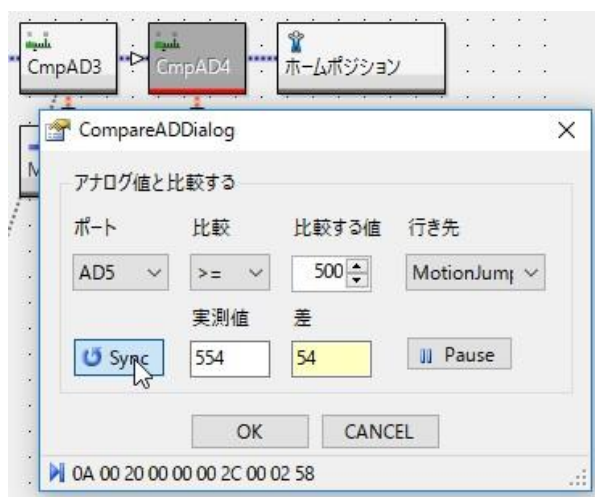 CmpAD3
CmpAD4
ホームポジション
M
CompareADDialog
アナログ値と比較する
ポート 比較 比較する値 行き先
AD5 >= 500 MotionJum
実測値 差
Sync 554 54 Pause
OK CANCEL
0A 00 20 00 00 00 2C 00 02 58